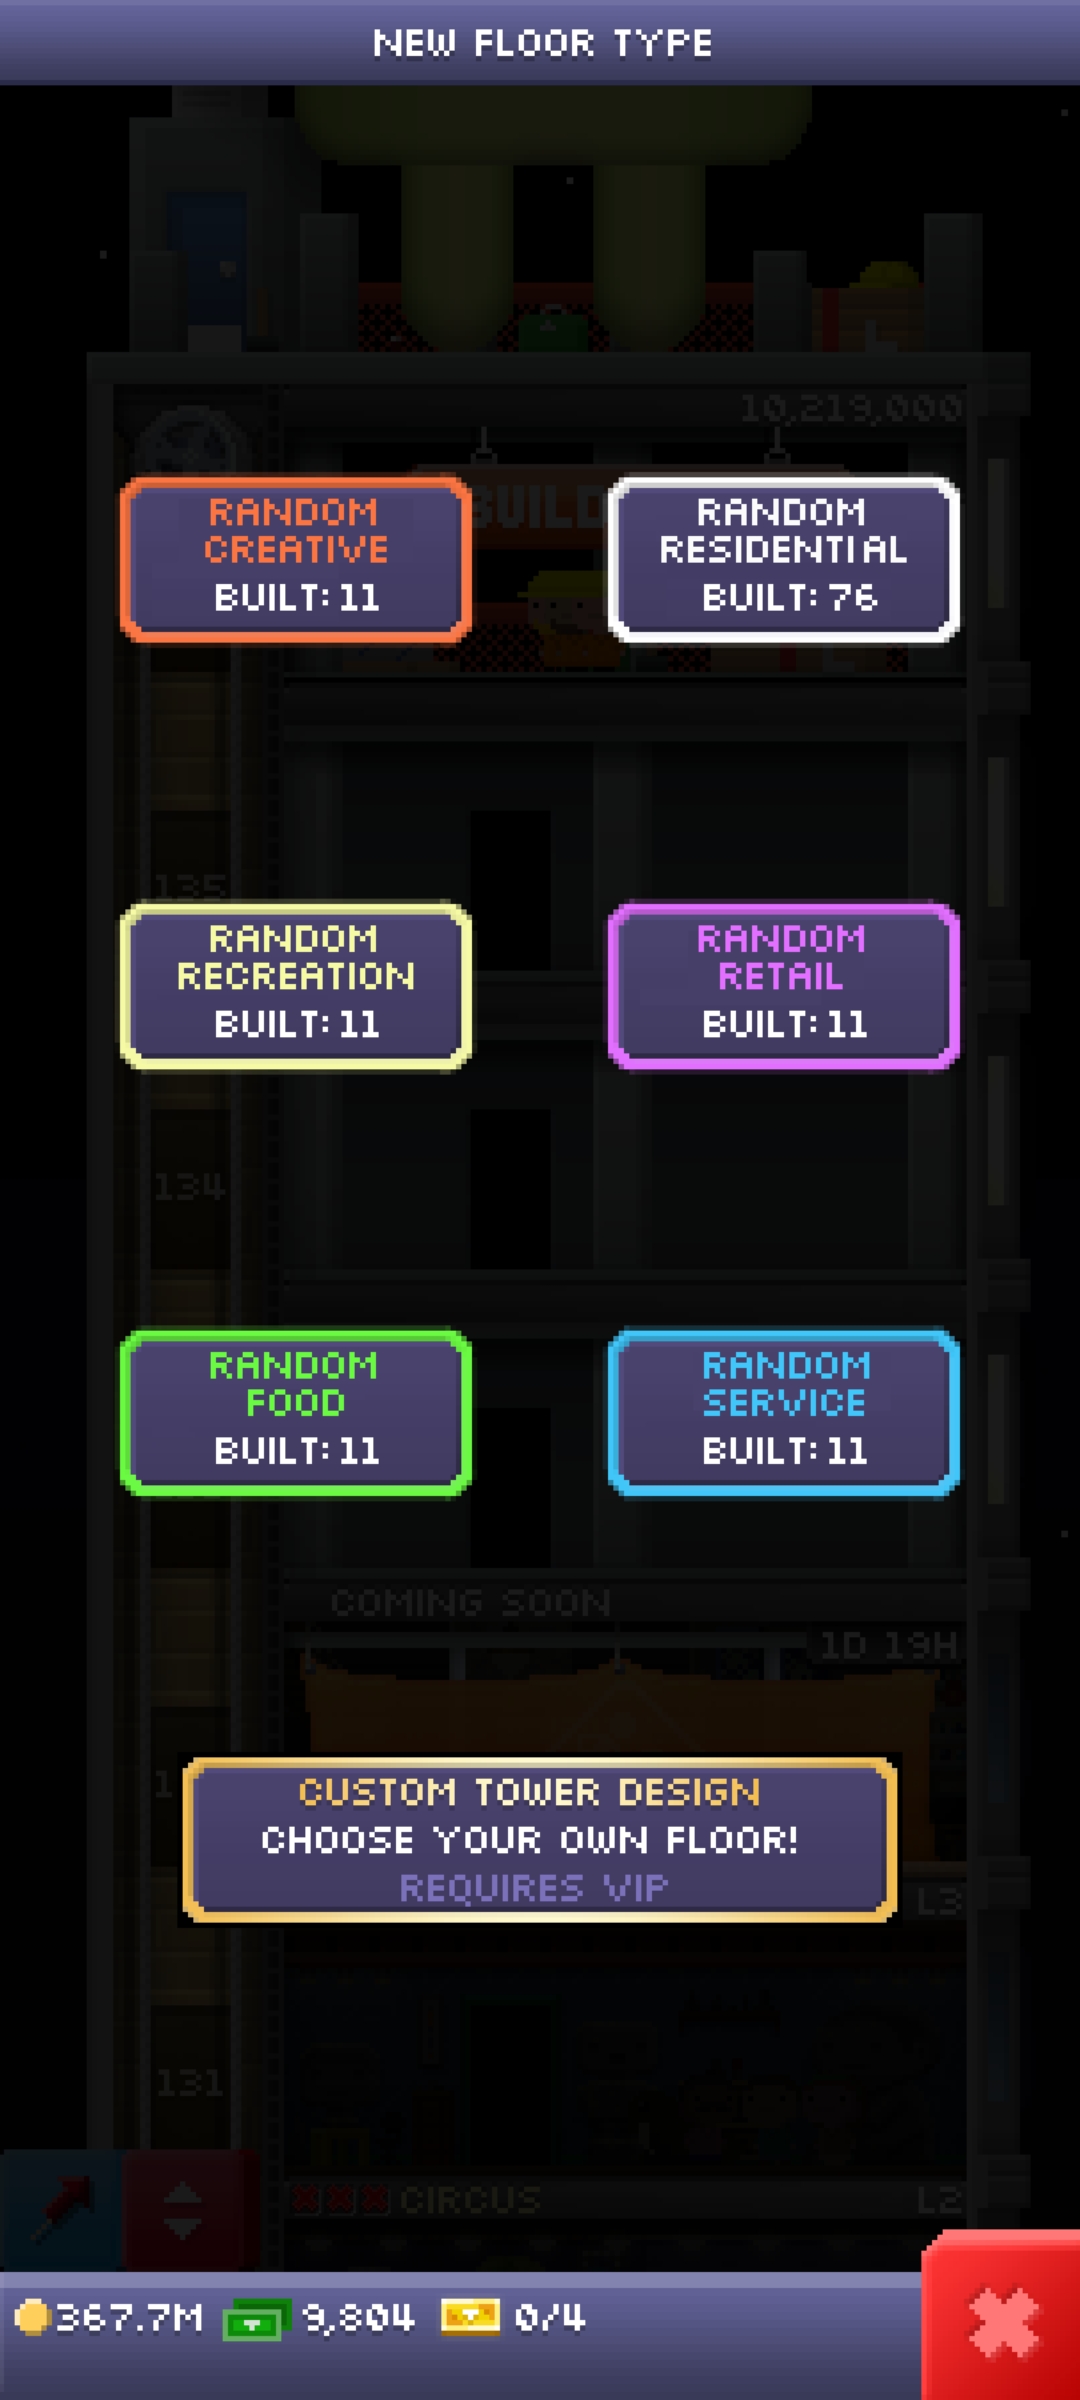 NEW FLOOR TYPE
10,219,000
BUILD
RANDOM
CREATIVE
BUILT: 11
RANDOM
RESIDENTIAL
BUILT: 76
135
RANDOM
RECREATION
BUILT: 11
RANDOM
RETAIL
BUILT: 11
134
RANDOM
FOOD
BUILT: 11
RANDOM
SERVICE
BUILT: 11
COMING SOON
1D 19H
CUSTOM TOWER DESIGN
CHOOSE YOUR OWN FLOOR!
REQUIRES VIP
L3
131
CIRCUS
L2
367.7M
9,804
0/4